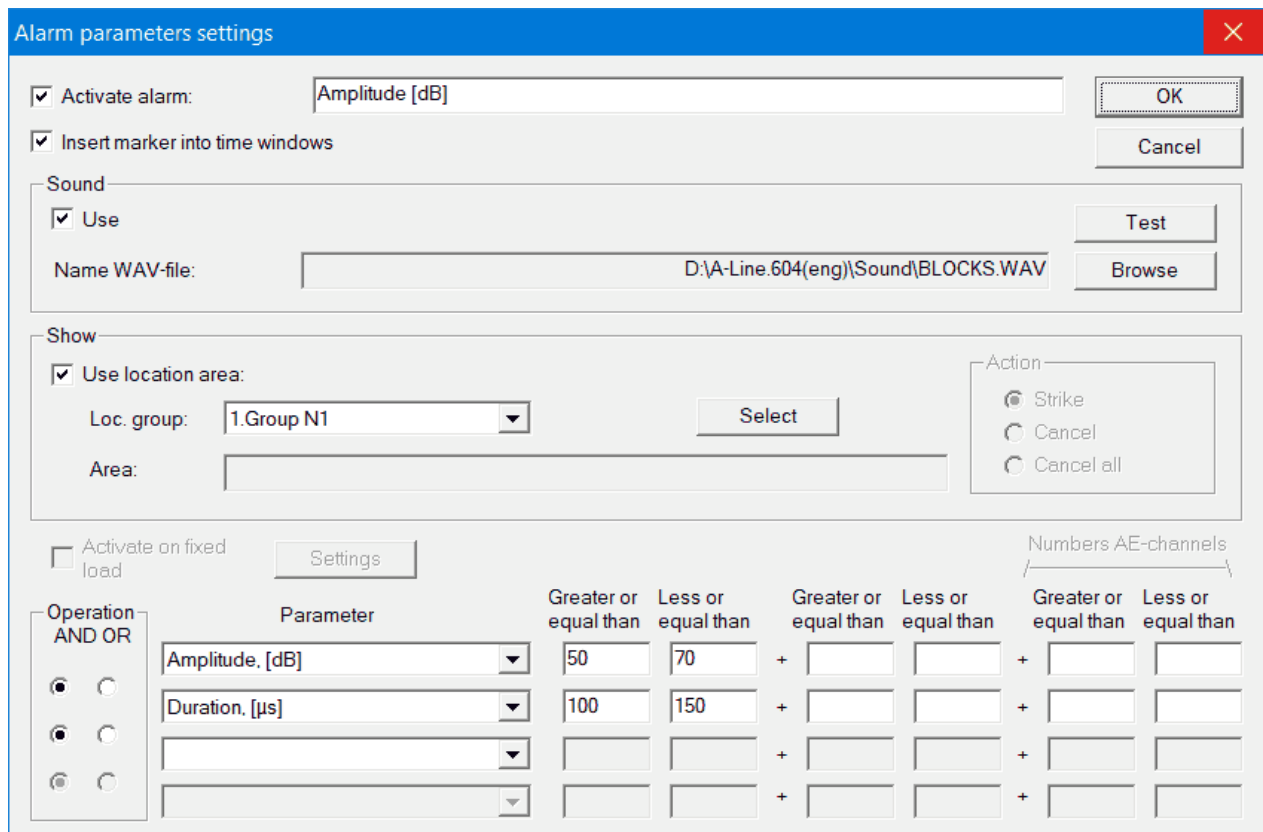 Alarm parameters settings
Activate alarm: Amplitude [dB] OK
Insert marker into time windows Cancel
Sound
Use Test
Name WAV-file: D:\A-Line.604(eng)\Sound\BLOCKS.WAV Browse
Show
Use location area:
Loc. group: 1.Group N1 Select
Area:
Action
Strike
Cancel
Cancel all
Activate on fixed
load
Settings
Numbers AE-channels
Operation
AND OR
Parameter
Greater or
equal than
Less or
equal than
Greater or
equal than
Less or
equal than
Greater or
equal than
Less or
equal than
Amplitude, [dB] 50 70 + +
Duration, [µs] 100 150 + +
+ +
+ +